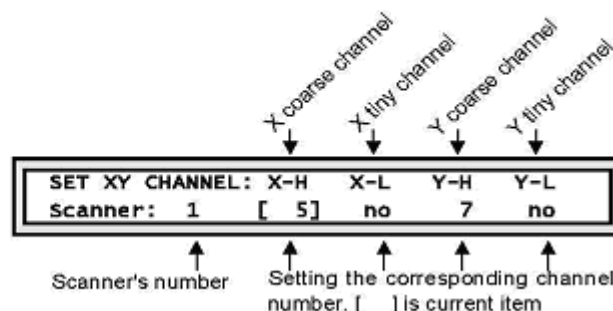 X coarse channel
X tiny channel
Y coarse channel
Y tiny channel
SET XY CHANNEL: X-H X-L Y-H Y-L
Scanner: 1 [ 5] no 7 no
Scanner's number
Setting the corresponding channel
number. [ ] is current item